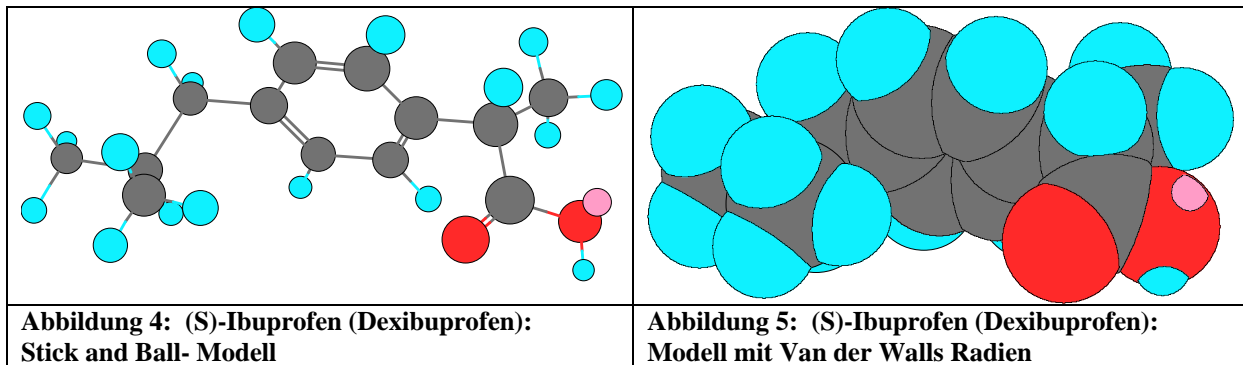 Abbildung 4:  (S)-Ibuprofen (Dexibuprofen):
Stick and Ball- Modell
Abbildung 5:  (S)-Ibuprofen (Dexibuprofen):
Modell mit Van der Walls Radien